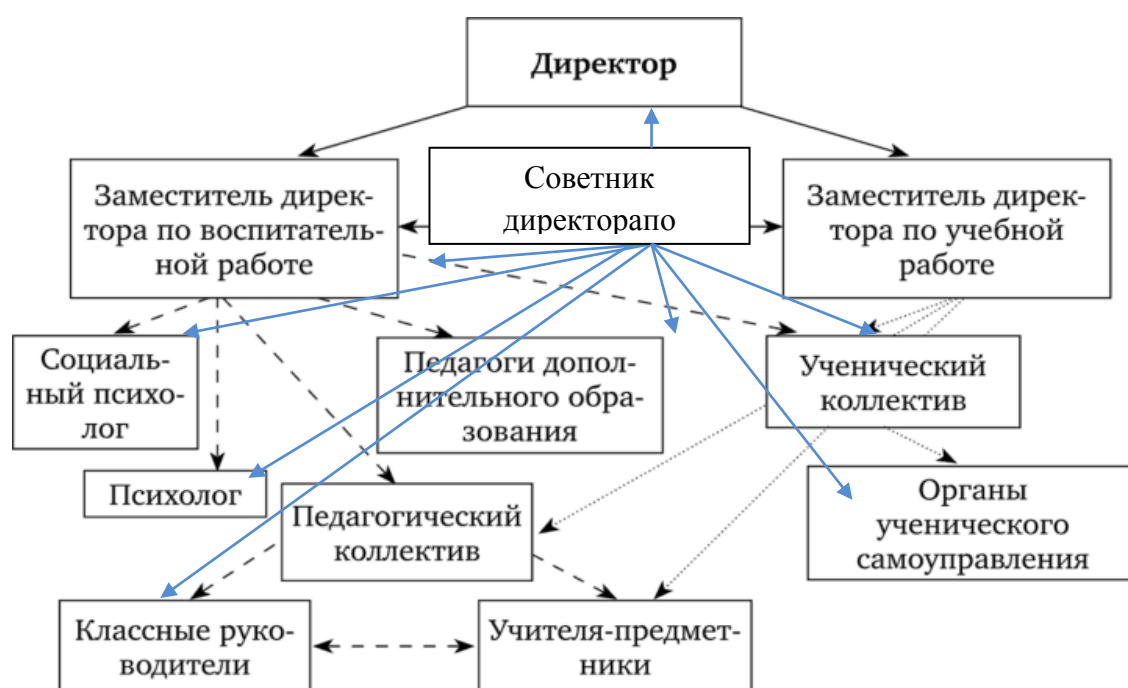 Директор
Заместитель дирек-
тора по воспитатель-
ной работе
Советник
директорапо
Заместитель дирек-
тора по учебной
работе
Социаль-
ный психо-
лог
Педагоги допол-
нительного обра-
зования
Ученический
коллектив
Психолог
Педагогический
коллектив
Органы
ученического
самоуправления
Классные руко-
водители
Учителя-предмет-
ники